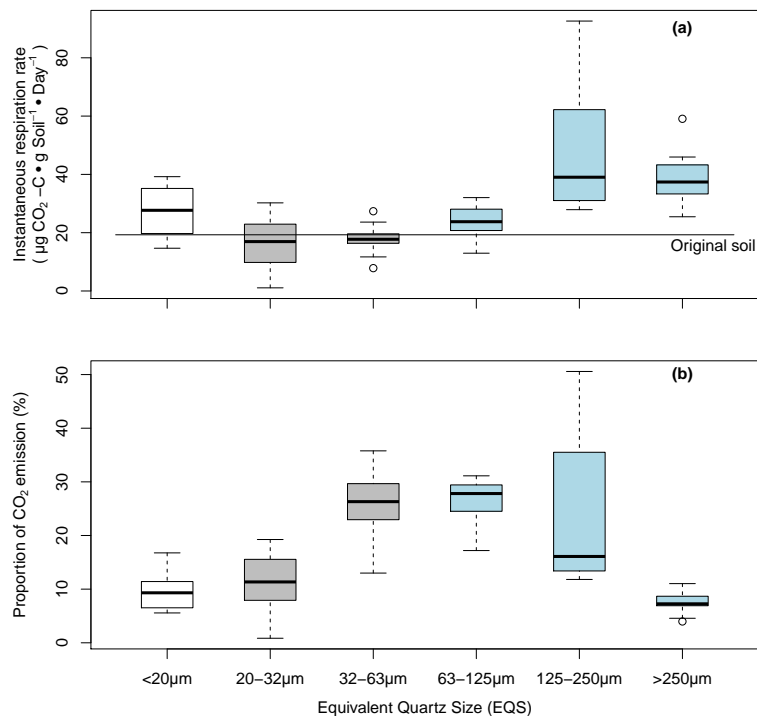 (a)
Instantaneous respiration rate
( µg CO₂ −C • g Soil⁻¹ • Day⁻¹
80
60
40
20
0
Original soil
(b)
Proportion of CO₂ emission (%)
50
40
30
20
10
0
<20µm 20−32µm 32−63µm 63−125µm 125−250µm >250µm
Equivalent Quartz Size (EQS)